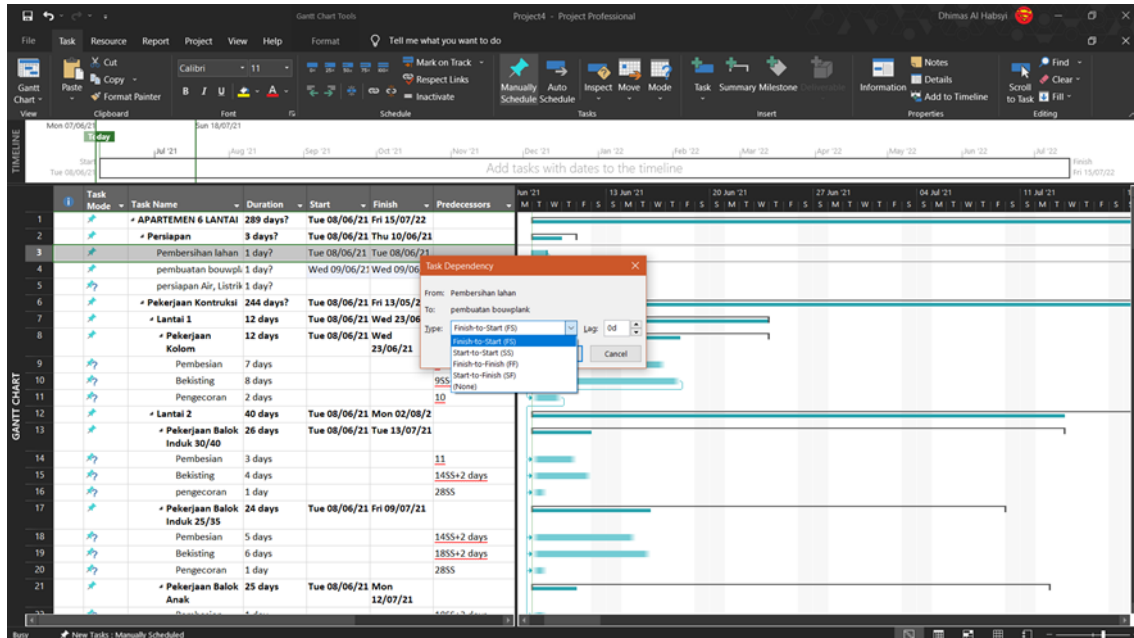 Gantt Chart Tools
Project4 - Project Professional
Dhimas Al Habsyi
File Task Resource Report Project View Help Format Tell me what you want to do
Gantt Chart
View
Paste
Cut
Copy
Format Painter
Clipboard
Calibri 11
B I U A
Font
Mark on Track
Respect Links
Inactivate
Schedule
Manually Schedule
Auto Schedule
Inspect Move Mode
Tasks
Task Summary Milestone Deliverable
Insert
Information
Notes
Details
Add to Timeline
Properties
Scroll to Task
Find
Clear
Fill
Editing
TIMELINE
Mon 07/06/21
Sun 18/07/21
Today
Jul '21 Aug '21 Sep '21 Oct '21 Nov '21 Dec '21 Jan '22 Feb '22 Mar '22 Apr '22 May '22 Jun '22 Jul '22
Start
Tue 08/06/21
Add tasks with dates to the timeline
Finish
Fri 15/07/22
GANTT CHART
Task Mode Task Name Duration Start Finish Predecessors
Jun '21 13 Jun '21 20 Jun '21 27 Jun '21 04 Jul '21 11 Jul '21
M T W T F S S M T W T F S S M T W T F S S M T W T F S S M T W T F S S M T W T F S
1 APARTEMEN 6 LANTAI 289 days? Tue 08/06/21 Fri 15/07/22
2 Persiapan 3 days? Tue 08/06/21 Thu 10/06/21
3 Pembersihan lahan 1 day? Tue 08/06/21 Tue 08/06/21
4 pembuatan bouwpl 1 day? Wed 09/06/21 Wed 09/06
5 persiapan Air, Listrik 1 day?
6 Pekerjaan Kontruksi 244 days? Tue 08/06/21 Fri 13/05/2
7 Lantai 1 12 days Tue 08/06/21 Wed 23/06
8 Pekerjaan Kolom 12 days Tue 08/06/21 Wed 23/06/21
9 Pembesian 7 days
10 Bekisting 8 days 9SS
11 Pengecoran 2 days 10
12 Lantai 2 40 days Tue 08/06/21 Mon 02/08/2
13 Pekerjaan Balok Induk 30/40 26 days Tue 08/06/21 Tue 13/07/21
14 Pembesian 3 days 11
15 Bekisting 4 days 14SS+2 days
16 pengecoran 1 day 28SS
17 Pekerjaan Balok Induk 25/35 24 days Tue 08/06/21 Fri 09/07/21
18 Pembesian 5 days 14SS+2 days
19 Bekisting 6 days 18SS+2 days
20 Pengecoran 1 day 28SS
21 Pekerjaan Balok Anak 25 days Tue 08/06/21 Mon 12/07/21
Task Dependency
From: Pembersihan lahan
To: pembuatan bouwplank
Type: Finish-to-Start (FS) Lag: 0d
Finish-to-Start (FS)
Start-to-Start (SS)
Finish-to-Finish (FF)
Start-to-Finish (SF)
(None)
Cancel
Busy New Tasks : Manually Scheduled